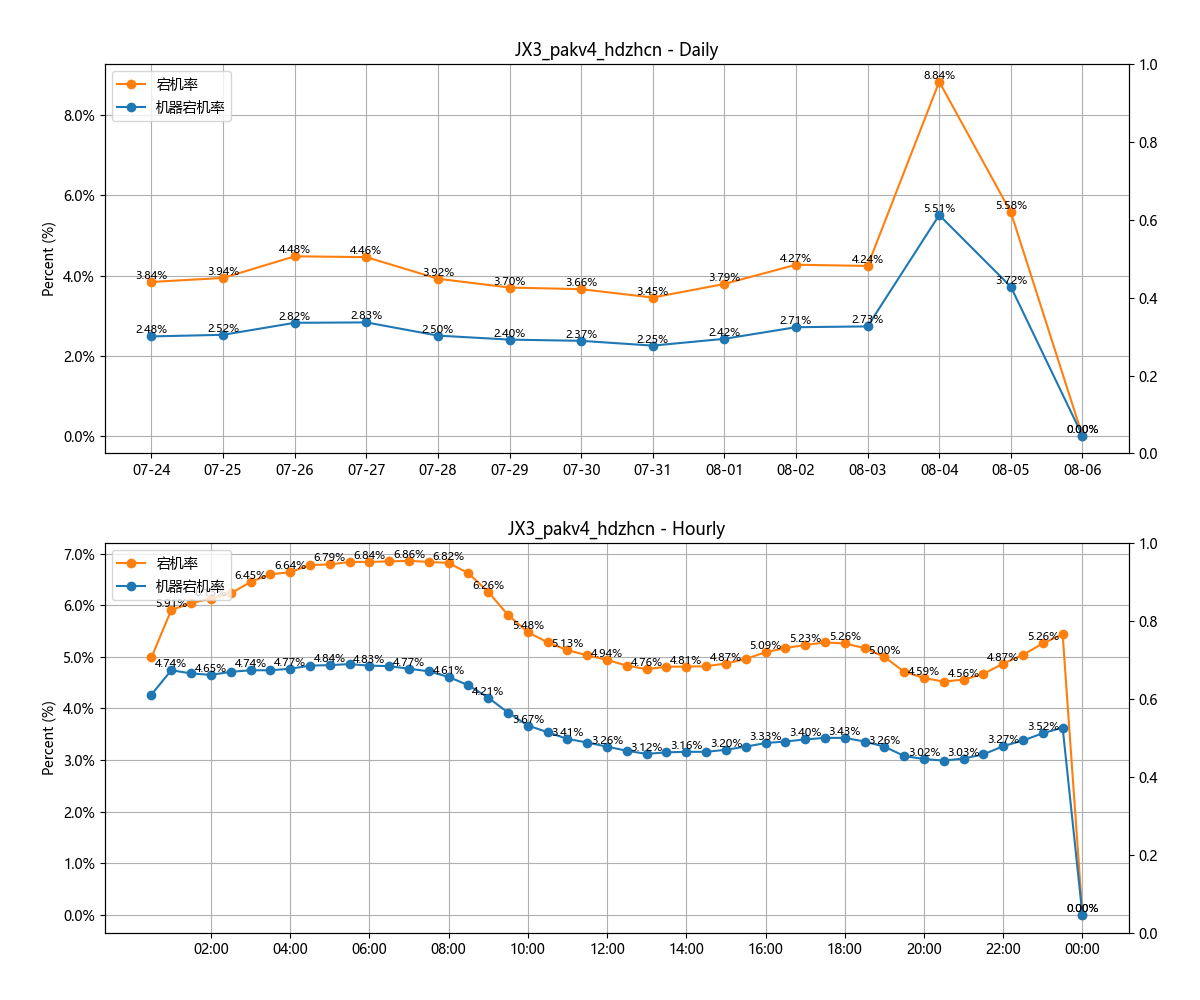 JX3_pakv4_hdzhcn - Daily
宕机率
机器宕机率
Percent (%)
8.0%
6.0%
4.0%
2.0%
0.0%
1.0
0.8
0.6
0.4
0.2
0.0
3.84% 3.94% 4.48% 4.46% 3.92% 3.70% 3.66% 3.45% 3.79% 4.27% 4.24% 8.84% 5.58% 0.00%
2.48% 2.52% 2.82% 2.83% 2.50% 2.40% 2.37% 2.25% 2.42% 2.71% 2.73% 5.51% 3.72% 0.00%
07-24 07-25 07-26 07-27 07-28 07-29 07-30 07-31 08-01 08-02 08-03 08-04 08-05 08-06
JX3_pakv4_hdzhcn - Hourly
宕机率
机器宕机率
Percent (%)
7.0%
6.0%
5.0%
4.0%
3.0%
2.0%
1.0%
0.0%
1.0
0.8
0.6
0.4
0.2
0.0
5.91% 6.45% 6.64% 6.79% 6.84% 6.86% 6.82% 6.26% 5.48% 5.13% 4.94% 4.76% 4.81% 4.87% 5.09% 5.23% 5.26% 5.00% 4.59% 4.56% 4.87% 5.26% 0.00%
4.74% 4.65% 4.74% 4.77% 4.84% 4.83% 4.77% 4.61% 4.21% 3.67% 3.41% 3.26% 3.12% 3.16% 3.20% 3.33% 3.40% 3.43% 3.26% 3.02% 3.03% 3.27% 3.52% 0.00%
02:00 04:00 06:00 08:00 10:00 12:00 14:00 16:00 18:00 20:00 22:00 00:00